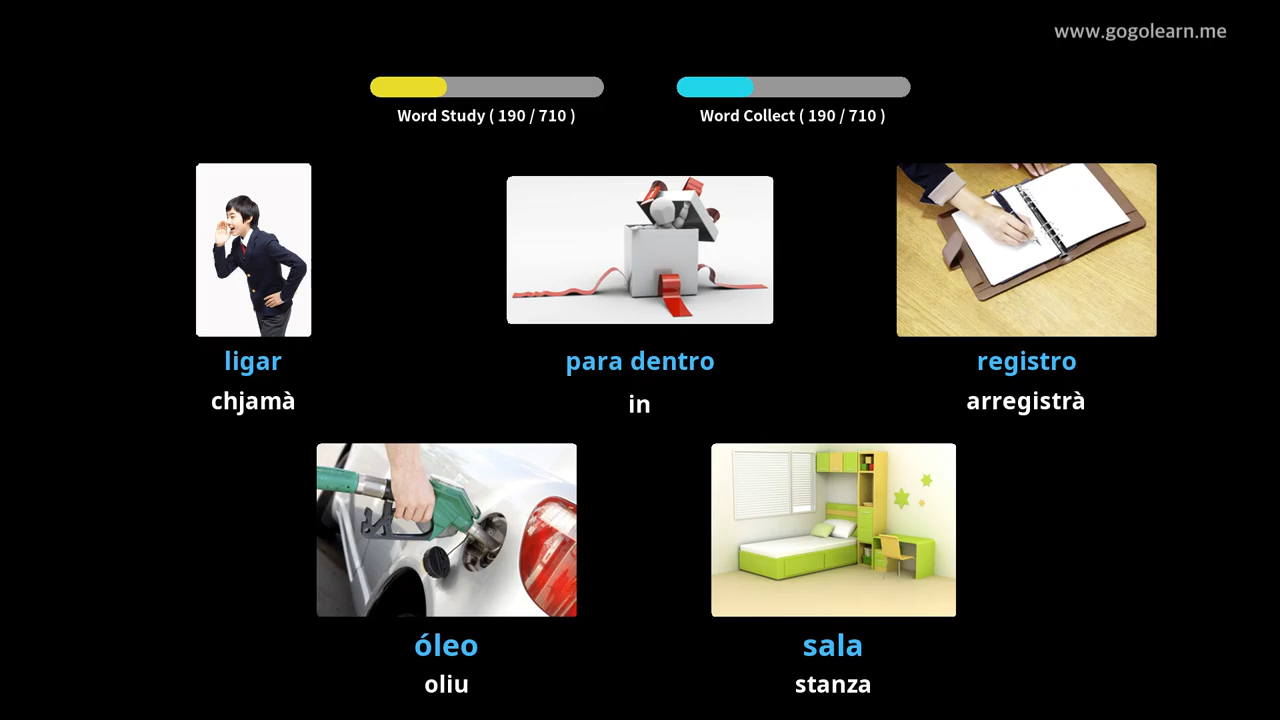 www.gogolearn.me
Word Study ( 190 / 710 )
Word Collect ( 190 / 710 )
ligar
chjamà
para dentro
in
registro
arregistrà
óleo
oliu
sala
stanza